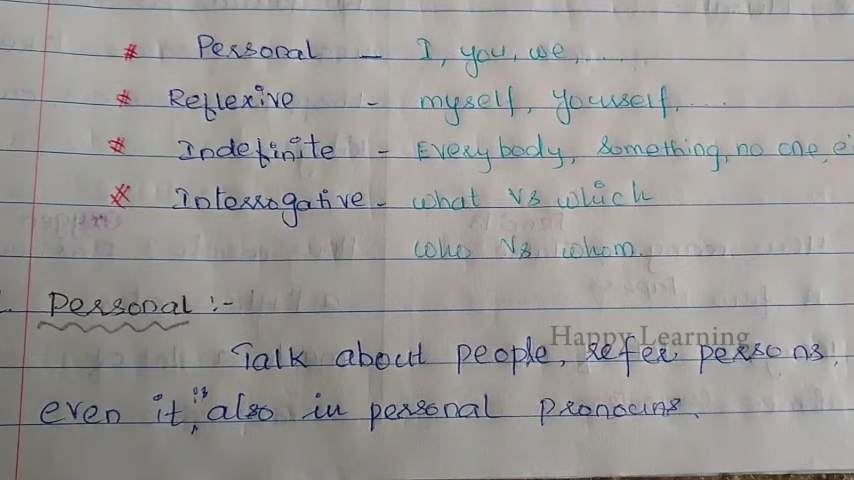 * Personal - I, you, we, .....
* Reflexive - myself, yourself, ....
* Indefinite - Everybody, something, no one,
* Interrogative - what Vs which
who Vs whom.
Personal :-
Happy Learning
Talk about people, refer persons,
even it is also in personal pronouns.